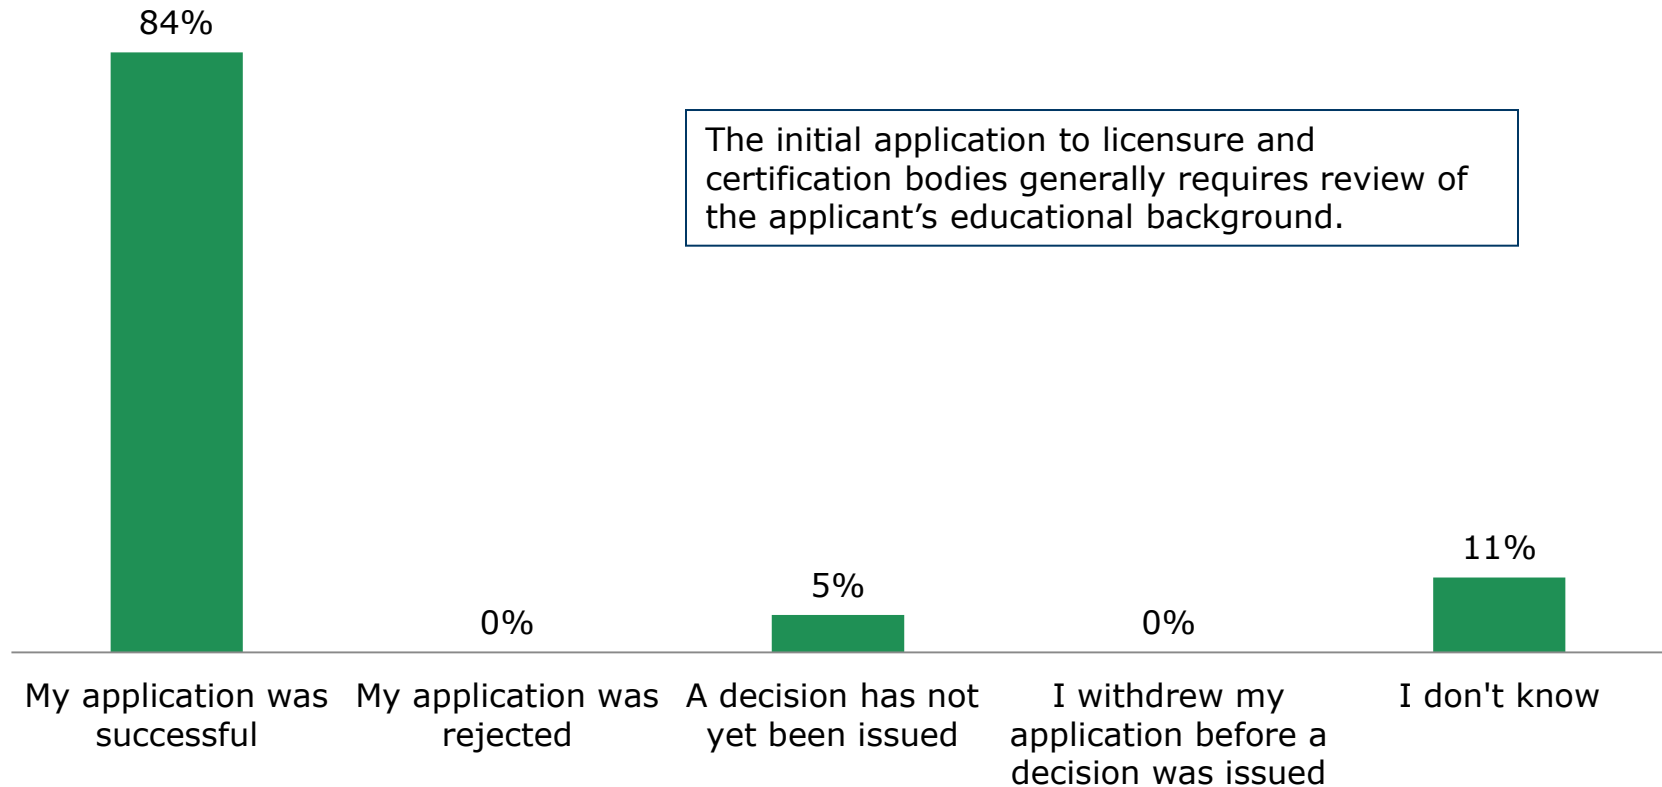 84%
The initial application to licensure and
certification bodies generally requires review of
the applicant’s educational background.
11%
5%
0%
0%
My application was
successful
My application was
rejected
A decision has not
yet been issued
I withdrew my
application before a
decision was issued
I don't know